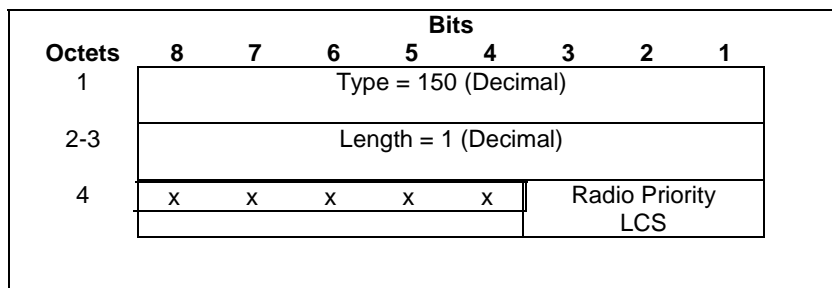 Bits
Octets 8 7 6 5 4 3 2 1
1 Type = 150 (Decimal)
2-3 Length = 1 (Decimal)
4 x x x x x Radio Priority
LCS